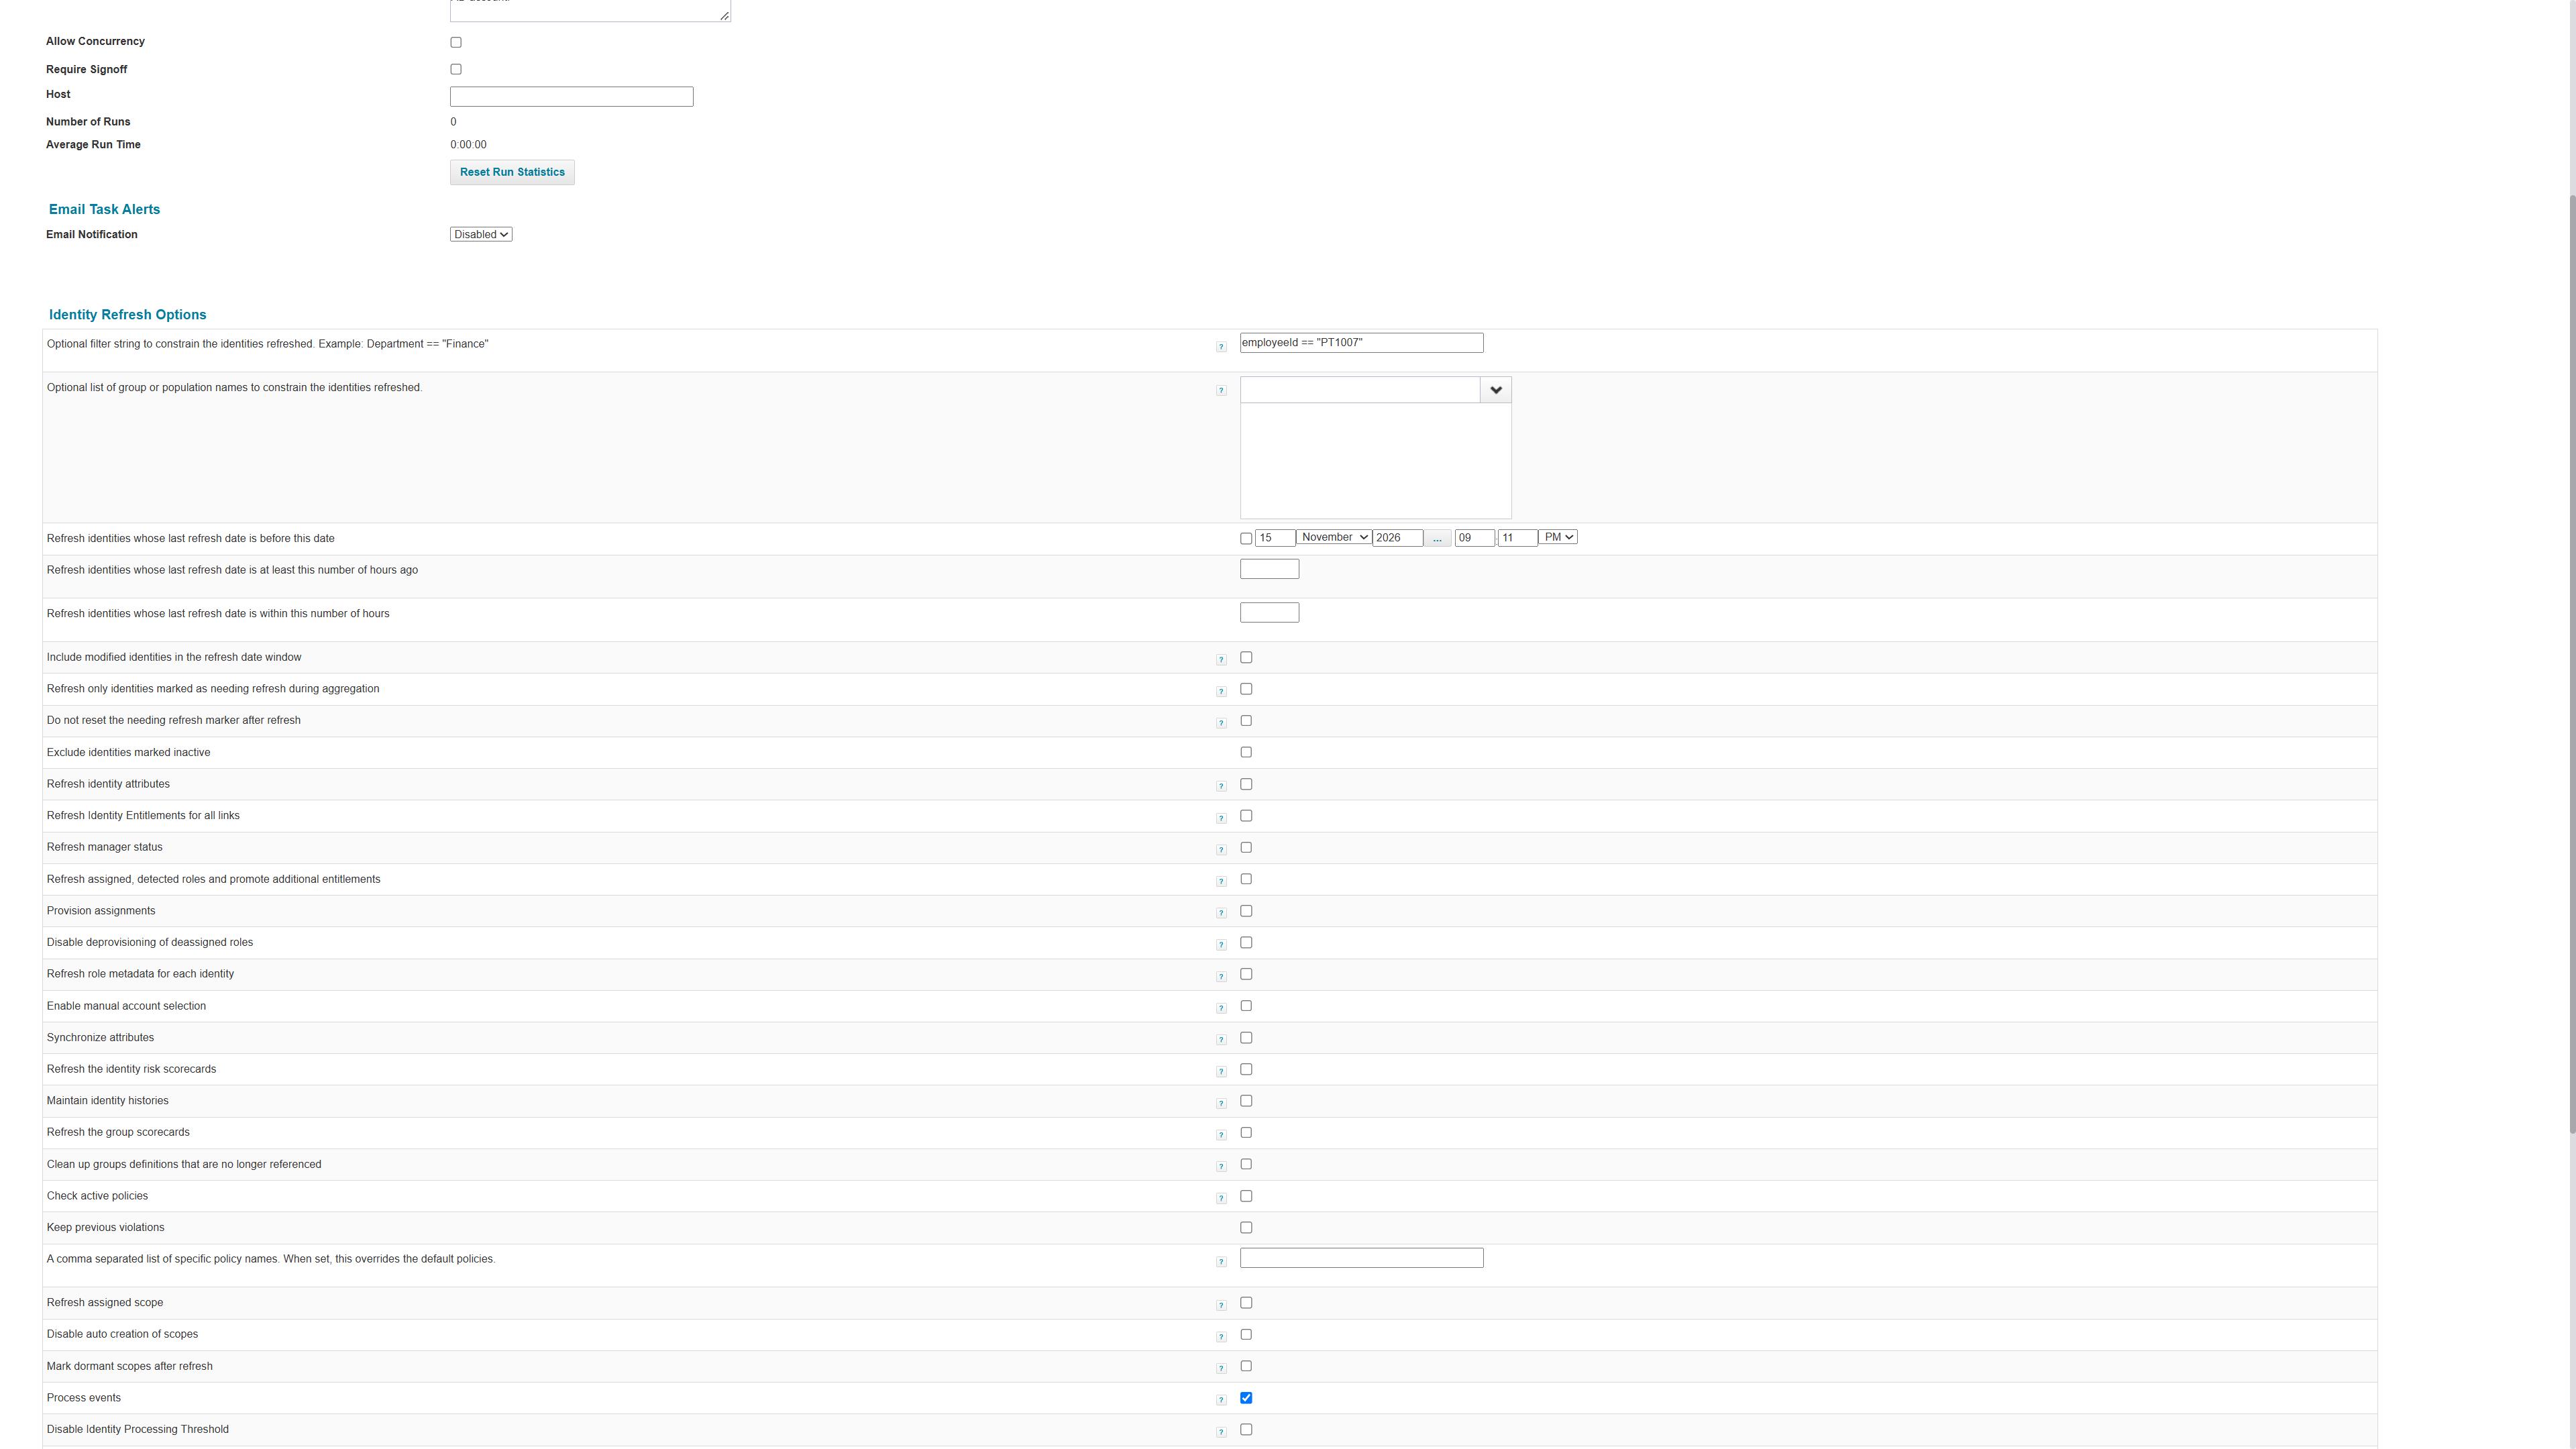 Allow Concurrency
Require Signoff
Host
Number of Runs 0
Average Run Time 0:00:00
Reset Run Statistics
Email Task Alerts
Email Notification Disabled
Identity Refresh Options
Optional filter string to constrain the identities refreshed. Example: Department == "Finance" ? employeeId == "PT1007"
Optional list of group or population names to constrain the identities refreshed. ?
Refresh identities whose last refresh date is before this date 15 November 2026 ... 09 : 11 PM
Refresh identities whose last refresh date is at least this number of hours ago
Refresh identities whose last refresh date is within this number of hours
Include modified identities in the refresh date window ?
Refresh only identities marked as needing refresh during aggregation ?
Do not reset the needing refresh marker after refresh ?
Exclude identities marked inactive
Refresh identity attributes ?
Refresh Identity Entitlements for all links ?
Refresh manager status ?
Refresh assigned, detected roles and promote additional entitlements ?
Provision assignments ?
Disable deprovisioning of deassigned roles ?
Refresh role metadata for each identity ?
Enable manual account selection ?
Synchronize attributes ?
Refresh the identity risk scorecards ?
Maintain identity histories ?
Refresh the group scorecards ?
Clean up groups definitions that are no longer referenced ?
Check active policies ?
Keep previous violations
A comma separated list of specific policy names. When set, this overrides the default policies. ?
Refresh assigned scope ?
Disable auto creation of scopes ?
Mark dormant scopes after refresh ?
Process events ?
Disable Identity Processing Threshold ?